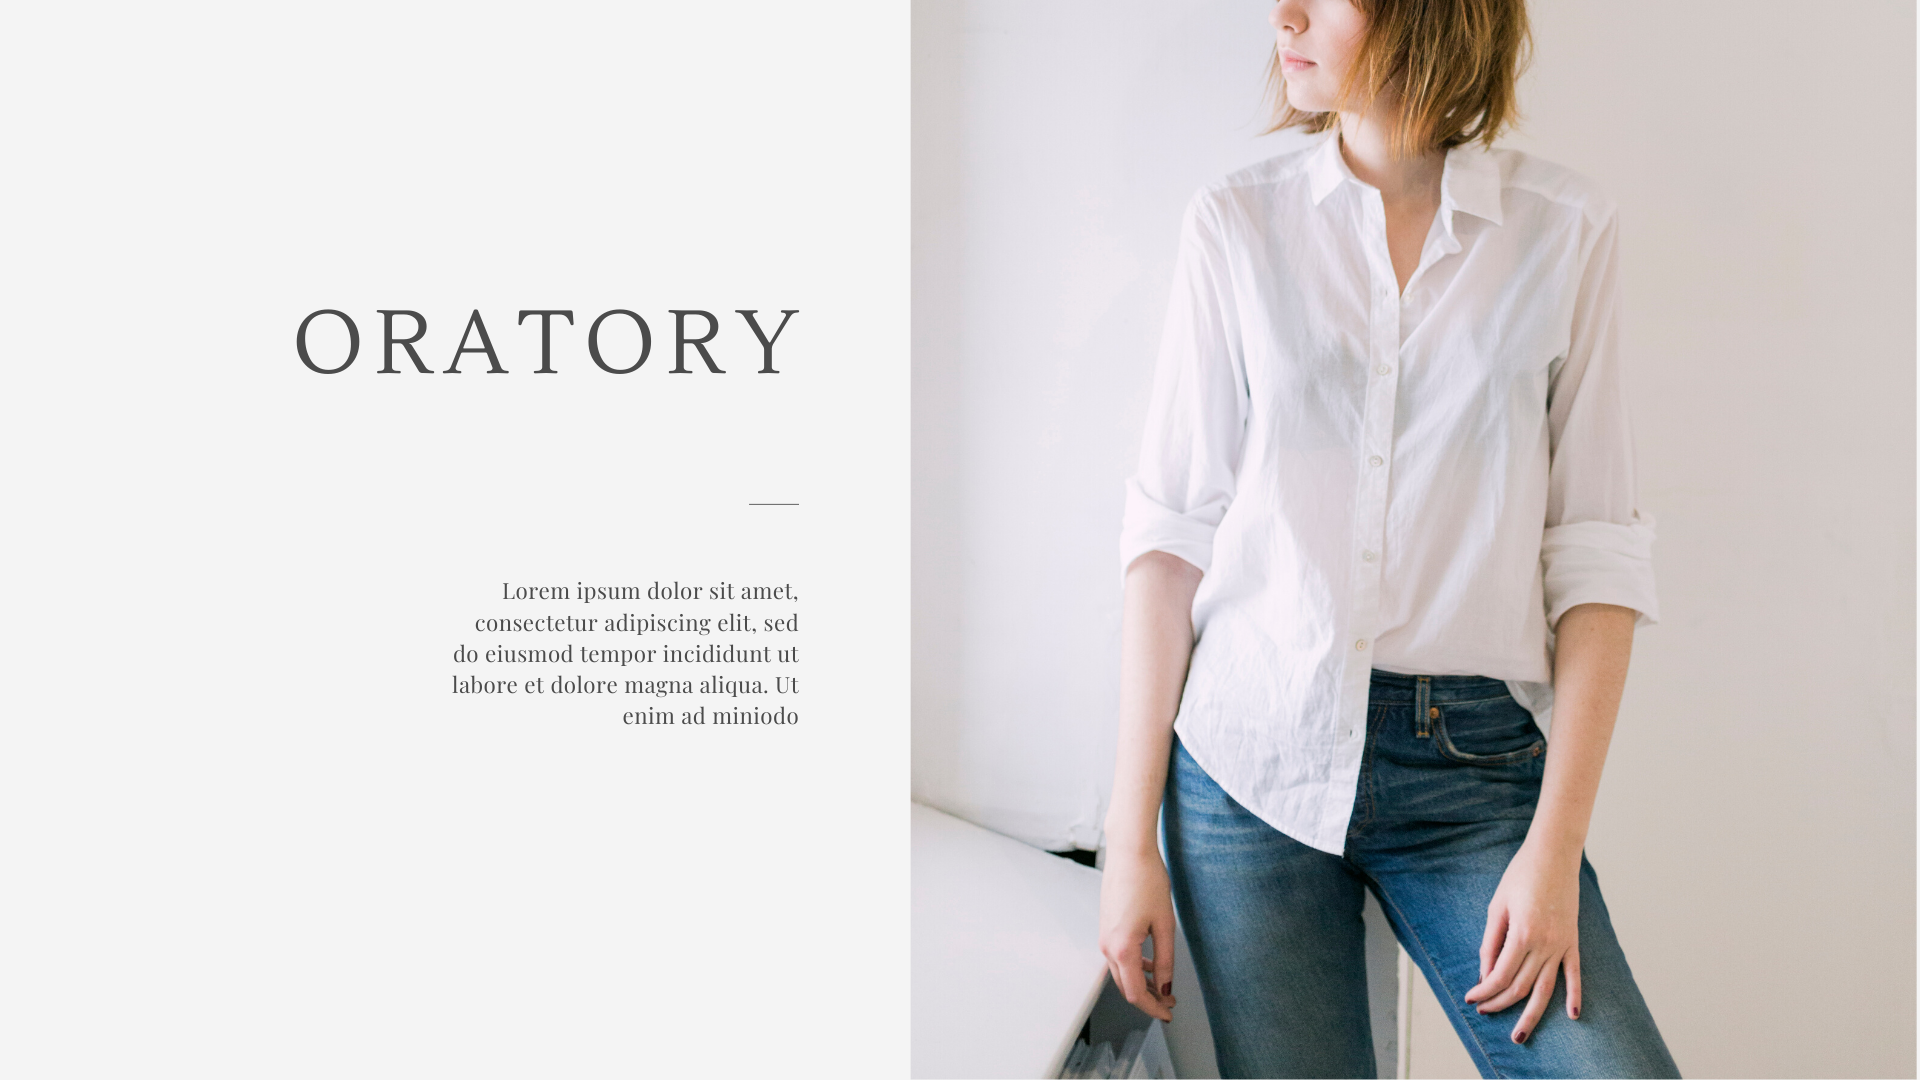 ORATORY
Lorem ipsum dolor sit amet,
consectetur adipiscing elit, sed
do eiusmod tempor incididunt ut
labore et dolore magna aliqua. Ut
enim ad miniodo